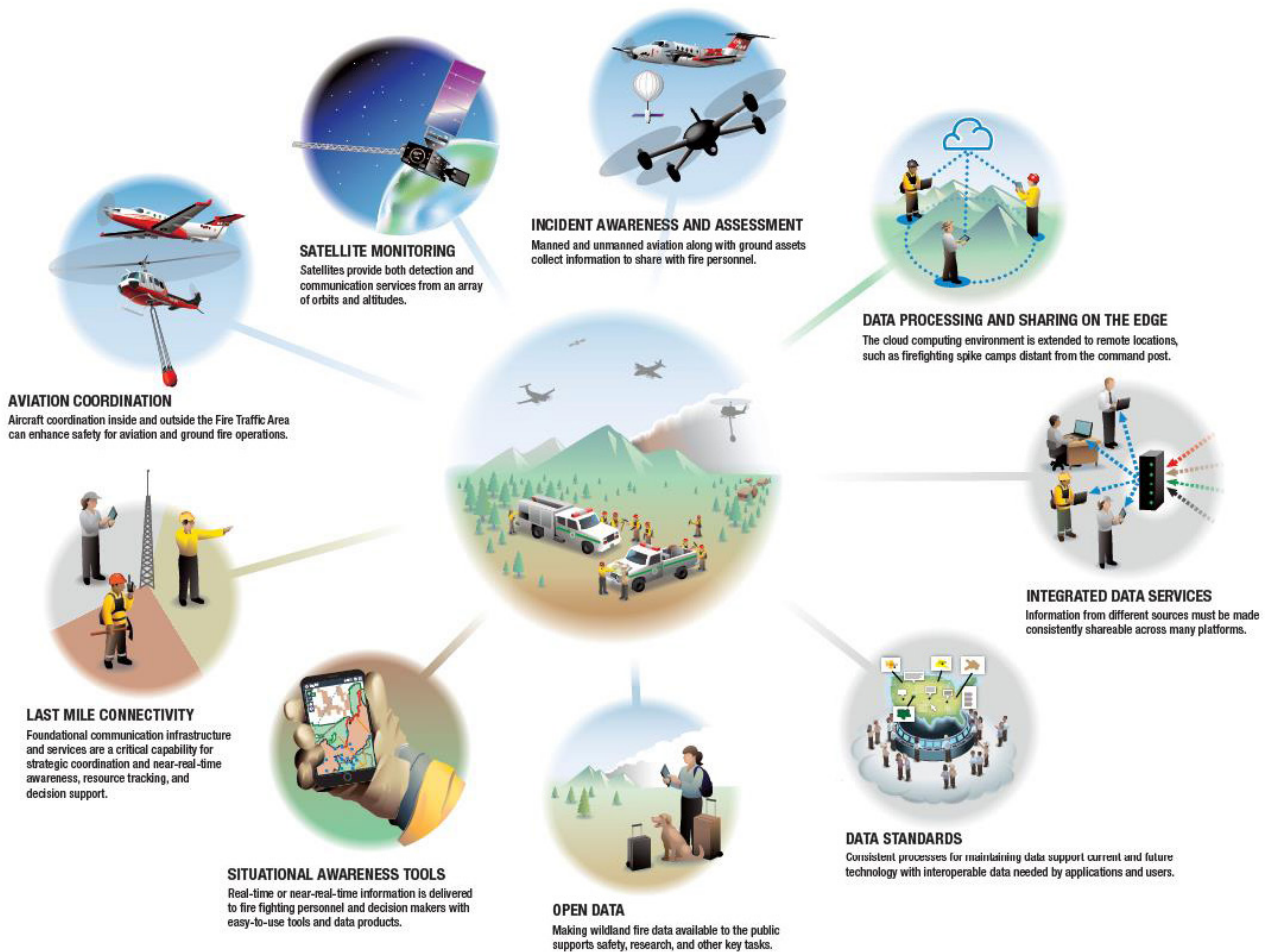 INCIDENT AWARENESS AND ASSESSMENT
Manned and unmanned aviation along with ground assets
collect information to share with fire personnel.
SATELLITE MONITORING
Satellites provide both detection and
communication services from an array
of orbits and altitudes.
DATA PROCESSING AND SHARING ON THE EDGE
The cloud computing environment is extended to remote locations,
such as firefighting spike camps distant from the command post.
AVIATION COORDINATION
Aircraft coordination inside and outside the Fire Traffic Area
can enhance safety for aviation and ground fire operations.
INTEGRATED DATA SERVICES
Information from different sources must be made
consistently shareable across many platforms.
LAST MILE CONNECTIVITY
Foundational communication infrastructure
and services are a critical capability for
strategic coordination and near-real-time
awareness, resource tracking, and
decision support.
DATA STANDARDS
Consistent processes for maintaining data support current and future
technology with interoperable data needed by applications and users.
SITUATIONAL AWARENESS TOOLS
Real-time or near-real-time information is delivered
to fire fighting personnel and decision makers with
easy-to-use tools and data products.
OPEN DATA
Making wildland fire data available to the public
supports safety, research, and other key tasks.